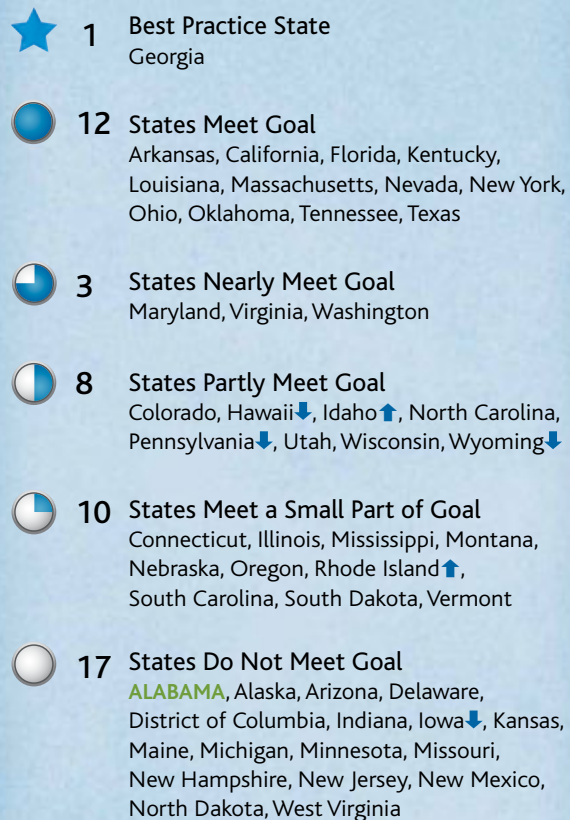 1 Best Practice State
Georgia
12 States Meet Goal
Arkansas, California, Florida, Kentucky,
Louisiana, Massachusetts, Nevada, New York,
Ohio, Oklahoma, Tennessee, Texas
3 States Nearly Meet Goal
Maryland, Virginia, Washington
8 States Partly Meet Goal
Colorado, Hawaii⬇, Idaho⬆, North Carolina,
Pennsylvania⬇, Utah, Wisconsin, Wyoming⬇
10 States Meet a Small Part of Goal
Connecticut, Illinois, Mississippi, Montana,
Nebraska, Oregon, Rhode Island⬆,
South Carolina, South Dakota, Vermont
17 States Do Not Meet Goal
ALABAMA, Alaska, Arizona, Delaware,
District of Columbia, Indiana, Iowa⬇, Kansas,
Maine, Michigan, Minnesota, Missouri,
New Hampshire, New Jersey, New Mexico,
North Dakota, West Virginia